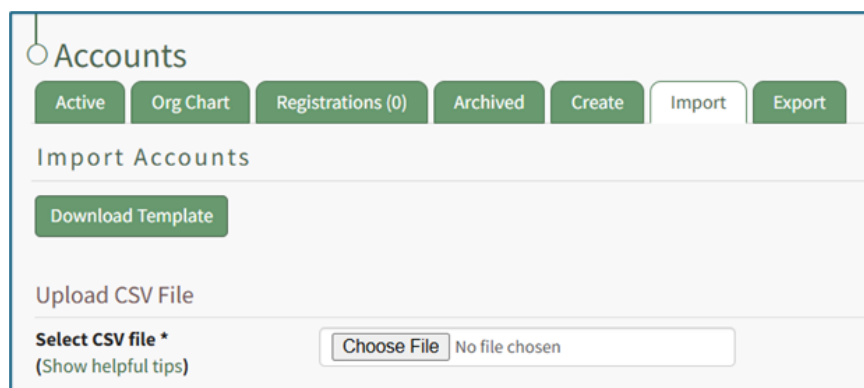 Accounts
Active Org Chart Registrations (0) Archived Create Import Export
Import Accounts
Download Template
Upload CSV File
Select CSV file * Choose File No file chosen
(Show helpful tips)